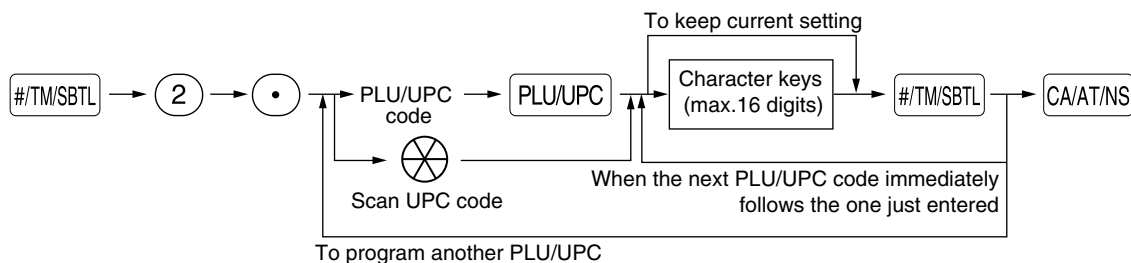 To keep current setting
#/TM/SBTL
2
•
PLU/UPC
code
PLU/UPC
Character keys
(max.16 digits)
#/TM/SBTL
CA/AT/NS
Scan UPC code
When the next PLU/UPC code immediately
follows the one just entered
To program another PLU/UPC